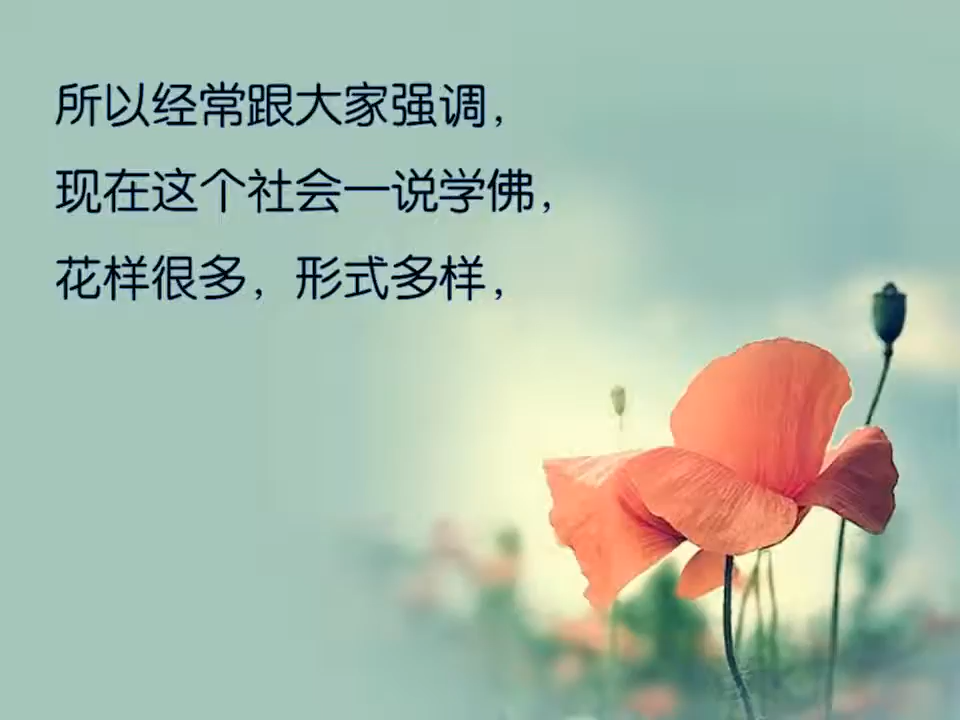 所以经常跟大家强调，
现在这个社会一说学佛，
花样很多，形式多样，